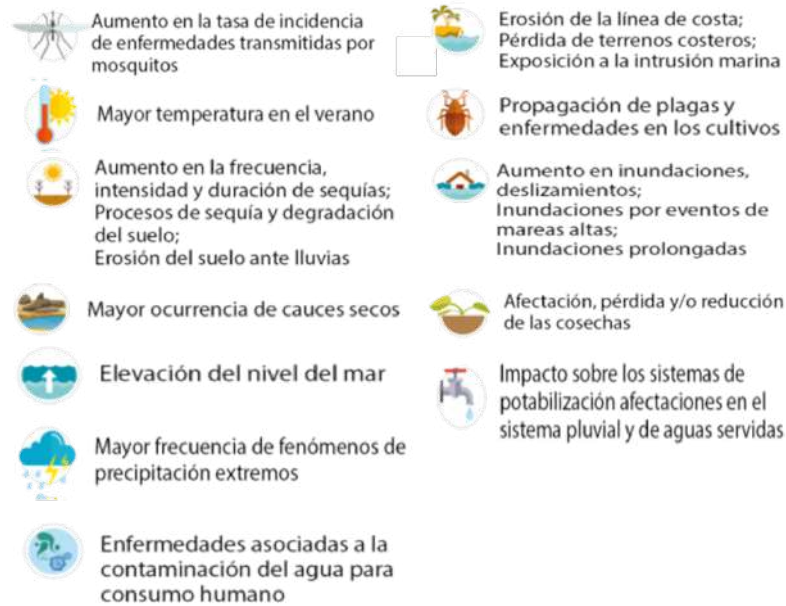 Aumento en la tasa de incidencia
de enfermedades transmitidas por
mosquitos
Mayor temperatura en el verano
Aumento en la frecuencia,
intensidad y duración de sequías;
Procesos de sequía y degradación
del suelo;
Erosión del suelo ante lluvias
Mayor ocurrencia de cauces secos
Elevación del nivel del mar
Mayor frecuencia de fenómenos de
precipitación extremos
Enfermedades asociadas a la
contaminación del agua para
consumo humano
Erosión de la línea de costa;
Pérdida de terrenos costeros;
Exposición a la intrusión marina
Propagación de plagas y
enfermedades en los cultivos
Aumento en inundaciones,
deslizamientos;
Inundaciones por eventos de
mareas altas;
Inundaciones prolongadas
Afectación, pérdida y/o reducción
de las cosechas
Impacto sobre los sistemas de
potabilización afectaciones en el
sistema pluvial y de aguas servidas